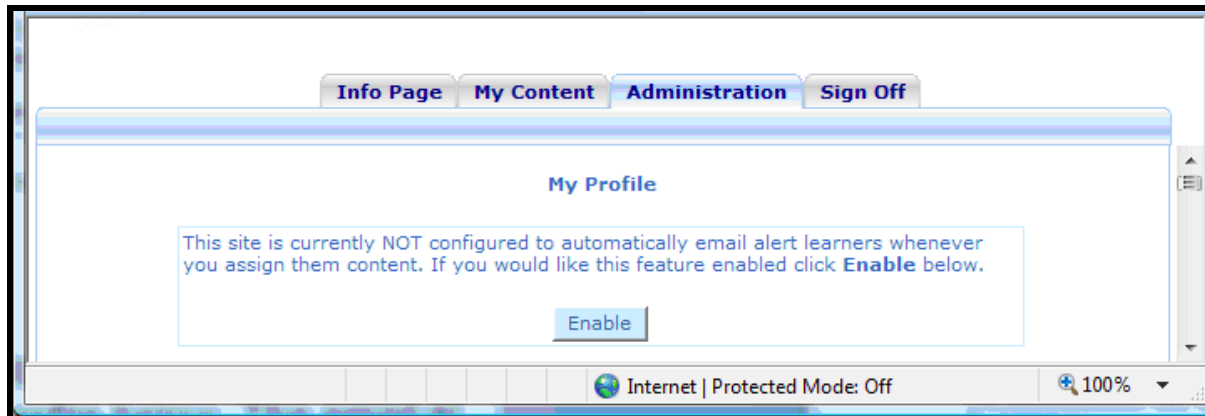 Info Page My Content Administration Sign Off
My Profile
This site is currently NOT configured to automatically email alert learners whenever
you assign them content. If you would like this feature enabled click Enable below.
Enable
Internet | Protected Mode: Off 100%